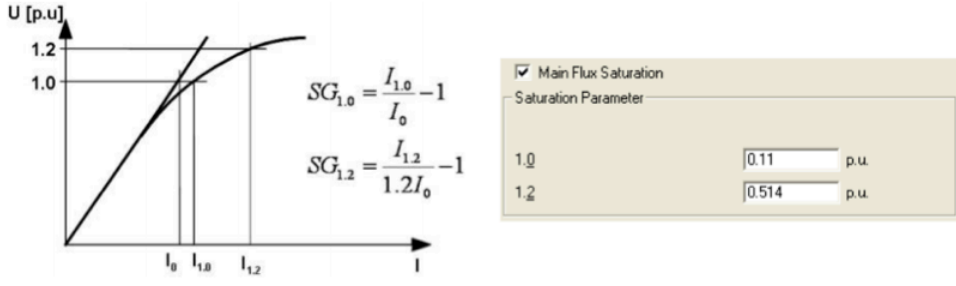 U [p.u]
1.2
1.0
SG1.0 = I1.0 / I0 − 1
SG1.2 = I1.2 / 1.2I0 − 1
I0 I1.0 I1.2 I
Main Flux Saturation
Saturation Parameter
1.0 0.11 p.u.
1.2 0.514 p.u.